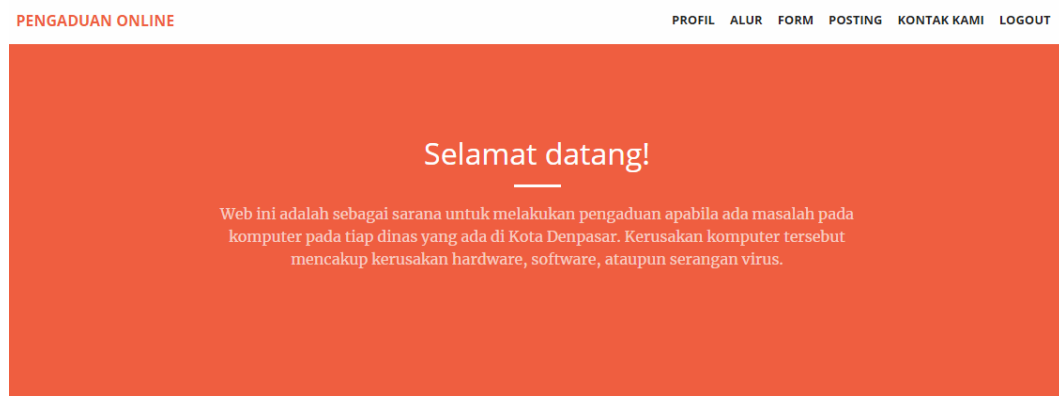 PENGADUAN ONLINE
PROFIL ALUR FORM POSTING KONTAK KAMI LOGOUT
Selamat datang!
Web ini adalah sebagai sarana untuk melakukan pengaduan apabila ada masalah pada
komputer pada tiap dinas yang ada di Kota Denpasar. Kerusakan komputer tersebut
mencakup kerusakan hardware, software, ataupun serangan virus.